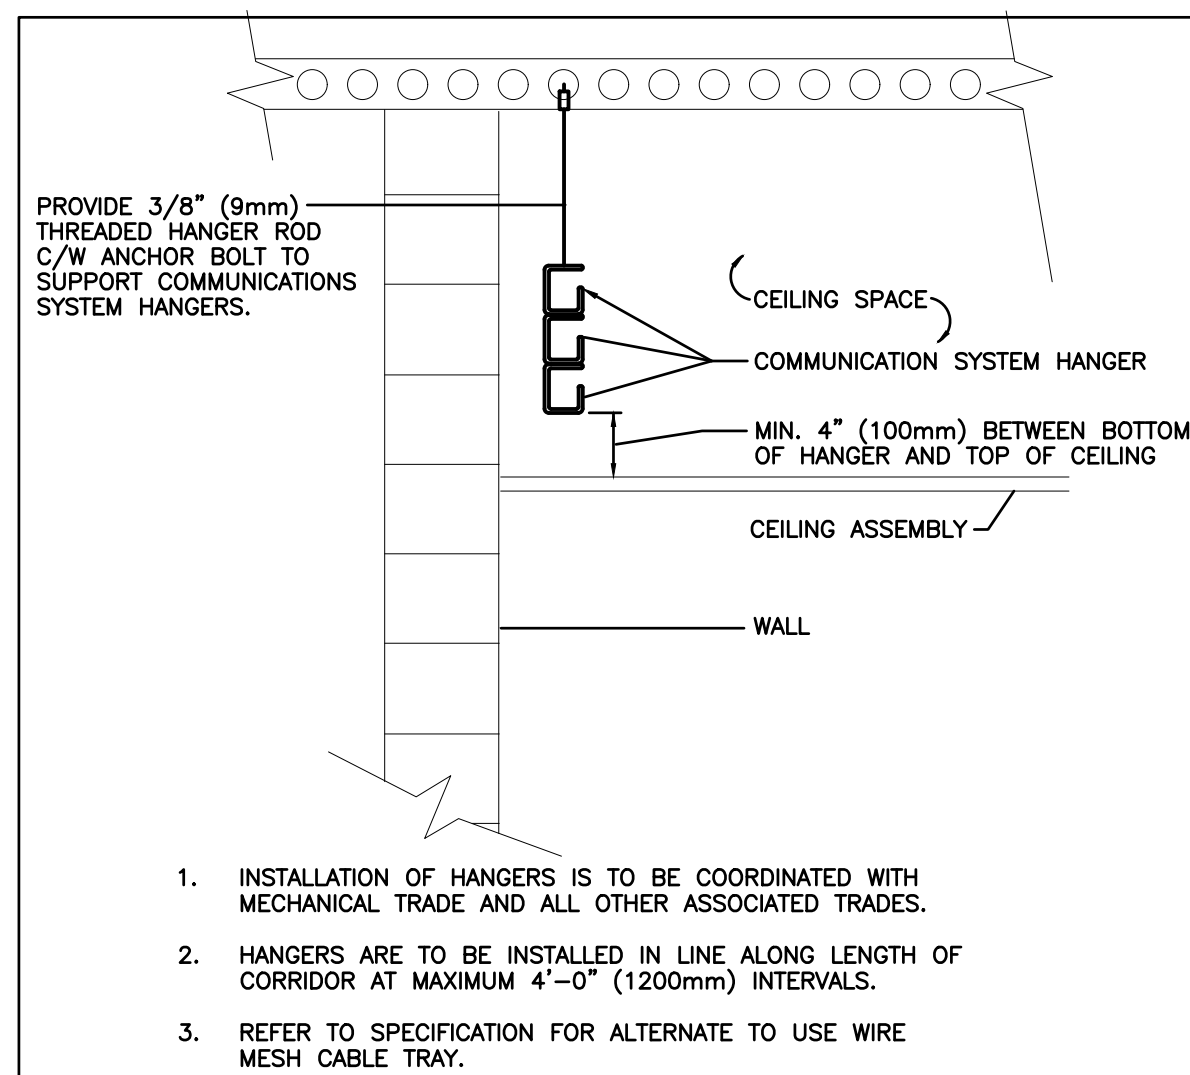 PROVIDE 3/8" (9mm)
THREADED HANGER ROD
C/W ANCHOR BOLT TO
SUPPORT COMMUNICATIONS
SYSTEM HANGERS.
CEILING SPACE
COMMUNICATION SYSTEM HANGER
MIN. 4" (100mm) BETWEEN BOTTOM
OF HANGER AND TOP OF CEILING
CEILING ASSEMBLY
WALL
1. INSTALLATION OF HANGERS IS TO BE COORDINATED WITH
MECHANICAL TRADE AND ALL OTHER ASSOCIATED TRADES.
2. HANGERS ARE TO BE INSTALLED IN LINE ALONG LENGTH OF
CORRIDOR AT MAXIMUM 4'-0" (1200mm) INTERVALS.
3. REFER TO SPECIFICATION FOR ALTERNATE TO USE WIRE
MESH CABLE TRAY.